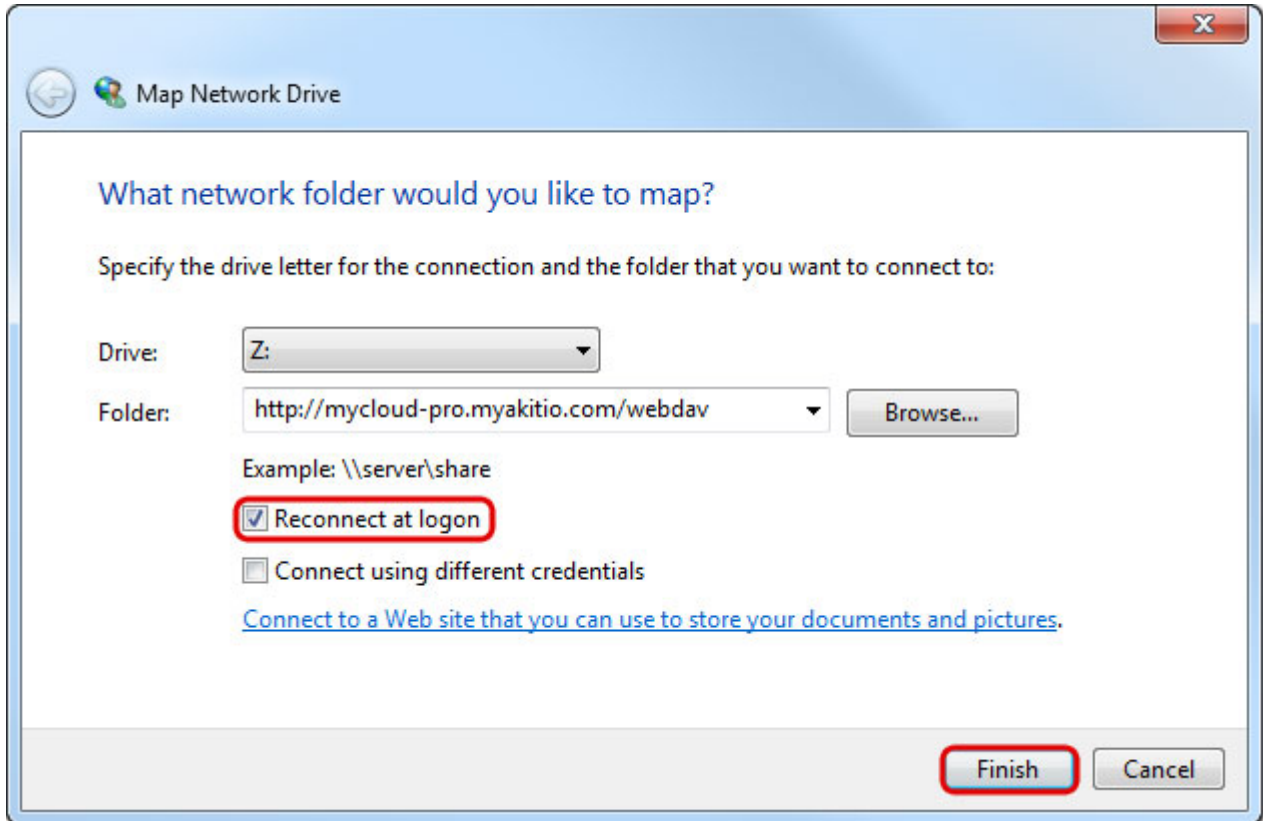 Map Network Drive
What network folder would you like to map?
Specify the drive letter for the connection and the folder that you want to connect to:
Drive: Z:
Folder: http://mycloud-pro.myakitio.com/webdav Browse...
Example: \\server\share
Reconnect at logon
Connect using different credentials
Connect to a Web site that you can use to store your documents and pictures.
Finish Cancel